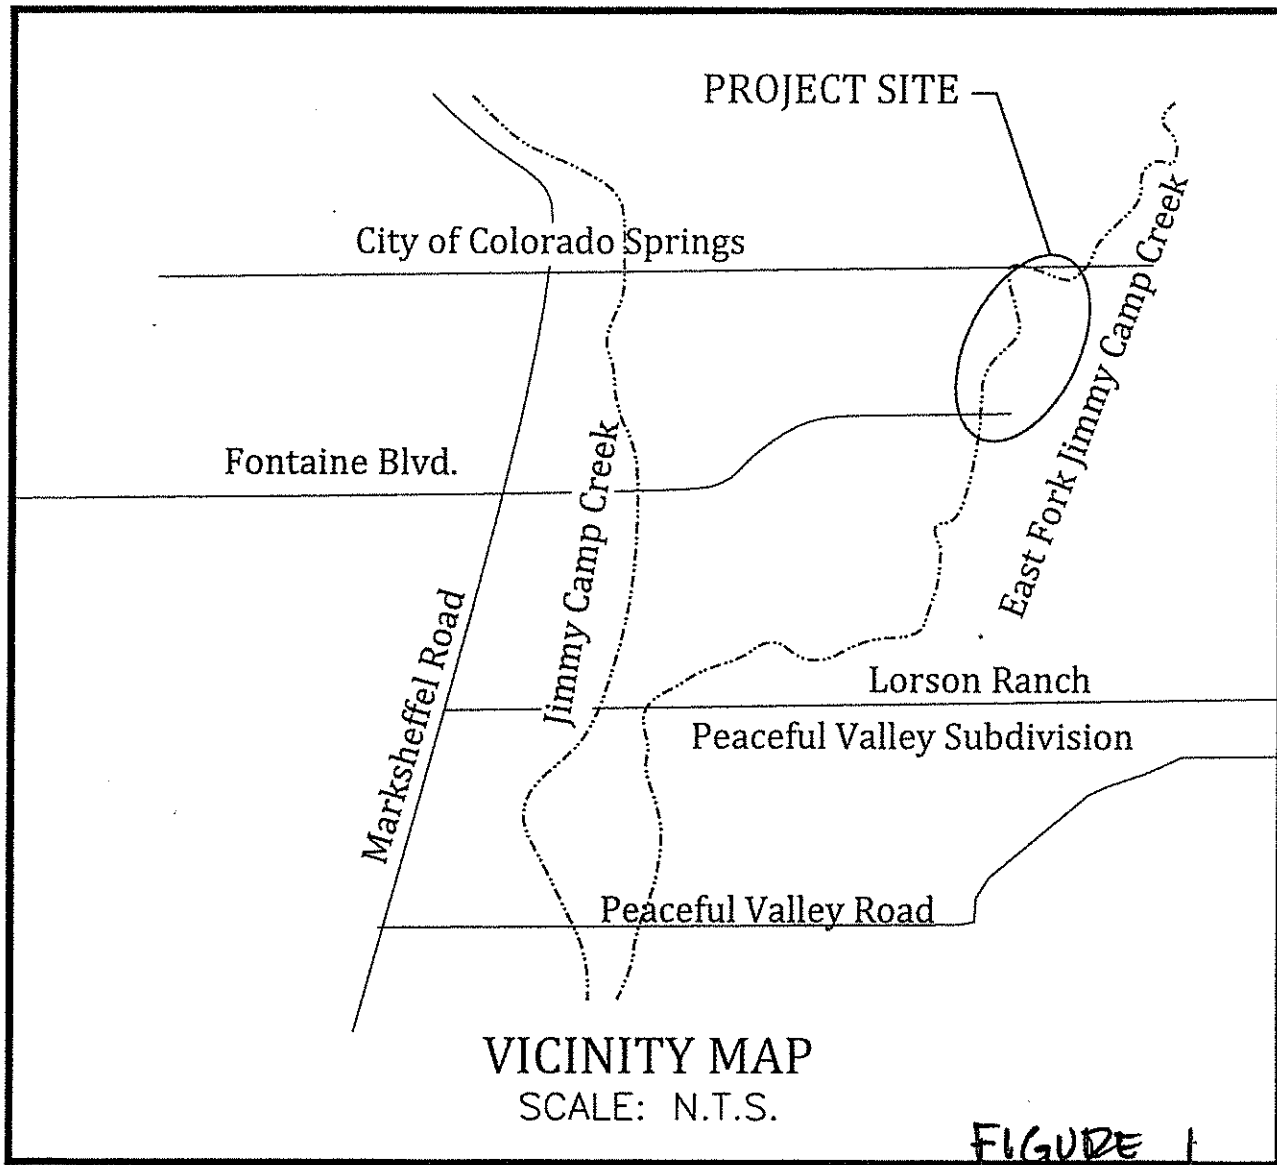 PROJECT SITE
City of Colorado Springs
East Fork Jimmy Camp Creek
Fontaine Blvd.
Jimmy Camp Creek
Marksheffel Road
Lorson Ranch
Peaceful Valley Subdivision
Peaceful Valley Road
VICINITY MAP
SCALE: N.T.S.
FIGURE 1